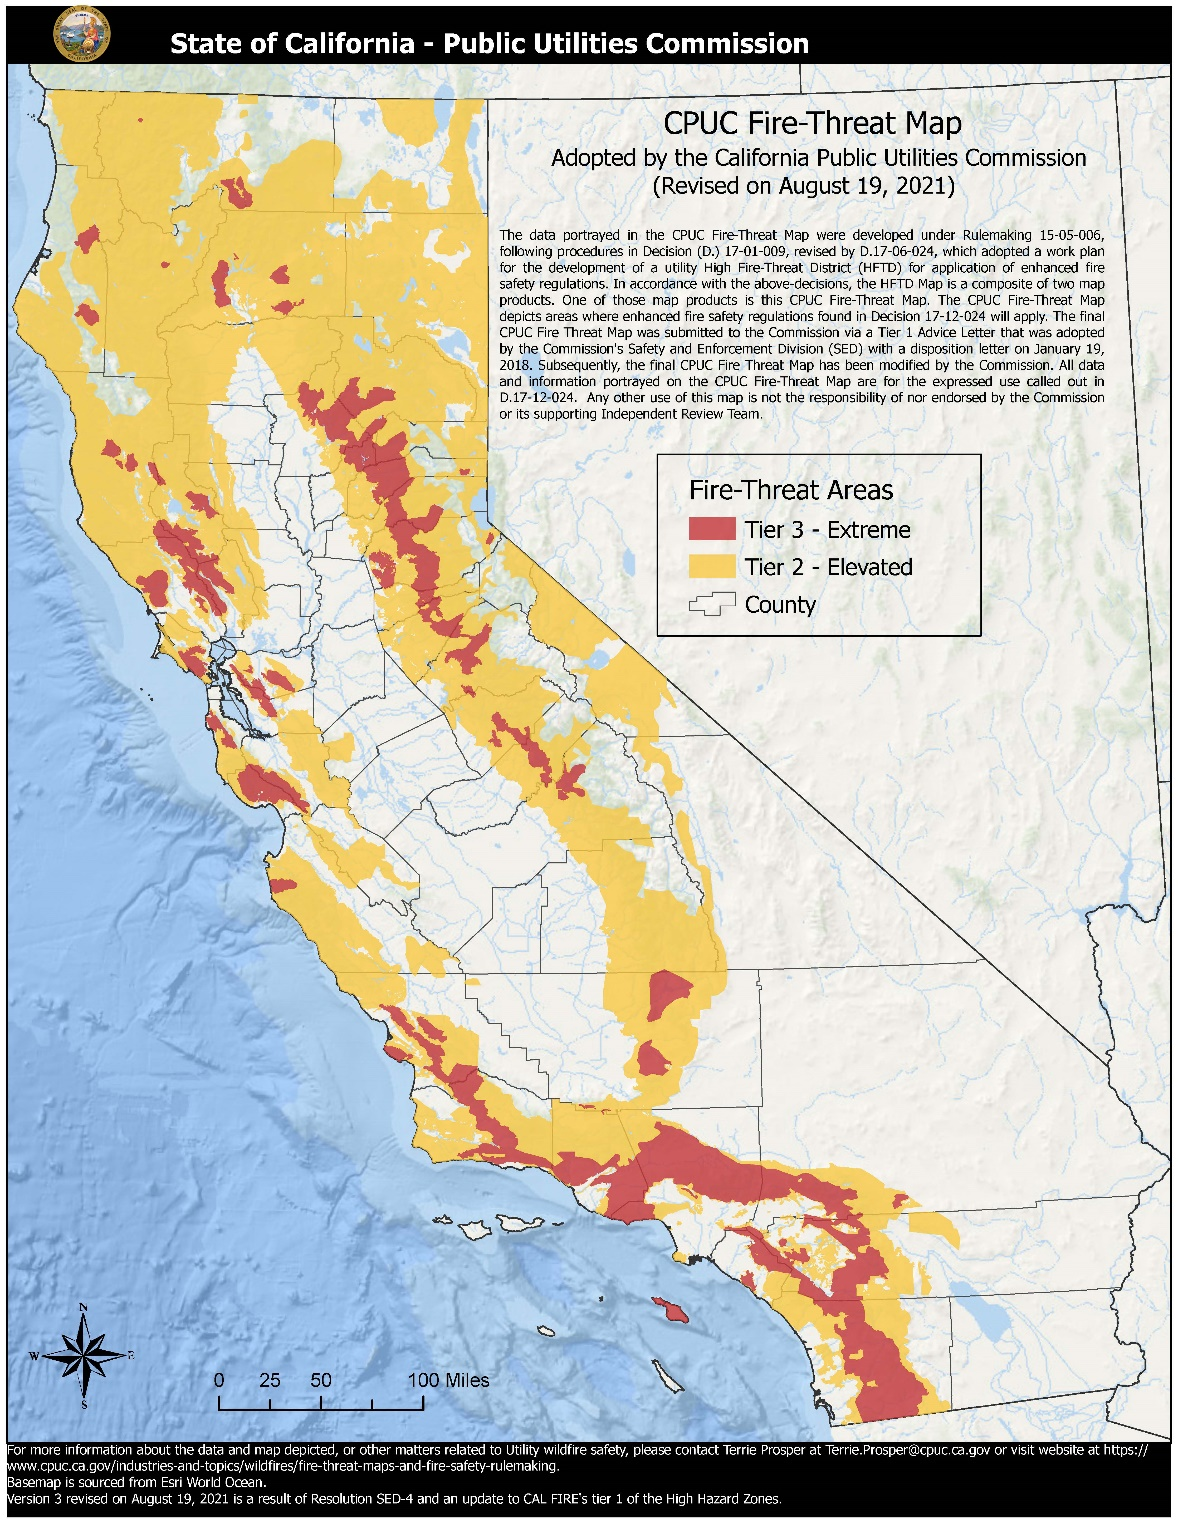 State of California - Public Utilities Commission
CPUC Fire-Threat Map
Adopted by the California Public Utilities Commission
(Revised on August 19, 2021)
The data portrayed in the CPUC Fire-Threat Map were developed under Rulemaking 15-05-006,
following procedures in Decision (D.) 17-01-009, revised by D.17-06-024, which adopted a work plan
for the development of a utility High Fire-Threat District (HFTD) for application of enhanced fire
safety regulations. In accordance with the above-decisions, the HFTD Map is a composite of two map
products. One of those map products is this CPUC Fire-Threat Map. The CPUC Fire-Threat Map
depicts areas where enhanced fire safety regulations found in Decision 17-12-024 will apply. The final
CPUC Fire Threat Map was submitted to the Commission via a Tier 1 Advice Letter that was adopted
by the Commission's Safety and Enforcement Division (SED) with a disposition letter on January 19,
2018. Subsequently, the final CPUC Fire Threat Map has been modified by the Commission. All data
and information portrayed on the CPUC Fire-Threat Map are for the expressed use called out in
D.17-12-024. Any other use of this map is not the responsibility of nor endorsed by the Commission
or its supporting Independent Review Team.
Fire-Threat Areas
Tier 3 - Extreme
Tier 2 - Elevated
County
N
W E
S
0 25 50 100 Miles
For more information about the data and map depicted, or other matters related to Utility wildfire safety, please contact Terrie Prosper at Terrie.Prosper@cpuc.ca.gov or visit website at https://
www.cpuc.ca.gov/industries-and-topics/wildfires/fire-threat-maps-and-fire-safety-rulemaking.
Basemap is sourced from Esri World Ocean.
Version 3 revised on August 19, 2021 is a result of Resolution SED-4 and an update to CAL FIRE's tier 1 of the High Hazard Zones.